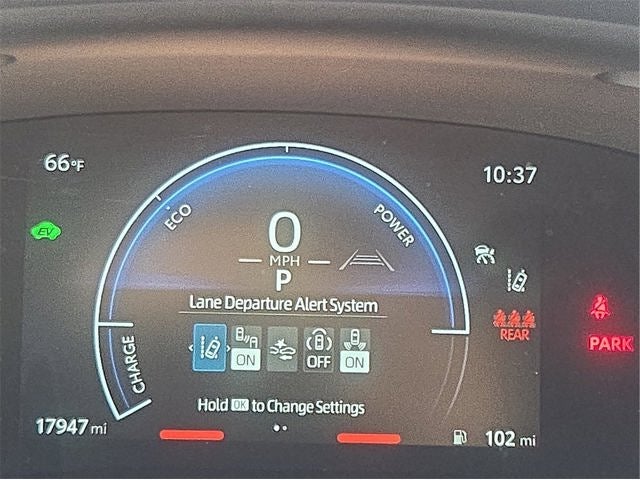 66°F
10:37
EV
ECO
POWER
0
MPH
P
Lane Departure Alert System
ON
OFF
ON
REAR
PARK
CHARGE
Hold OK to Change Settings
17947 mi
102 mi